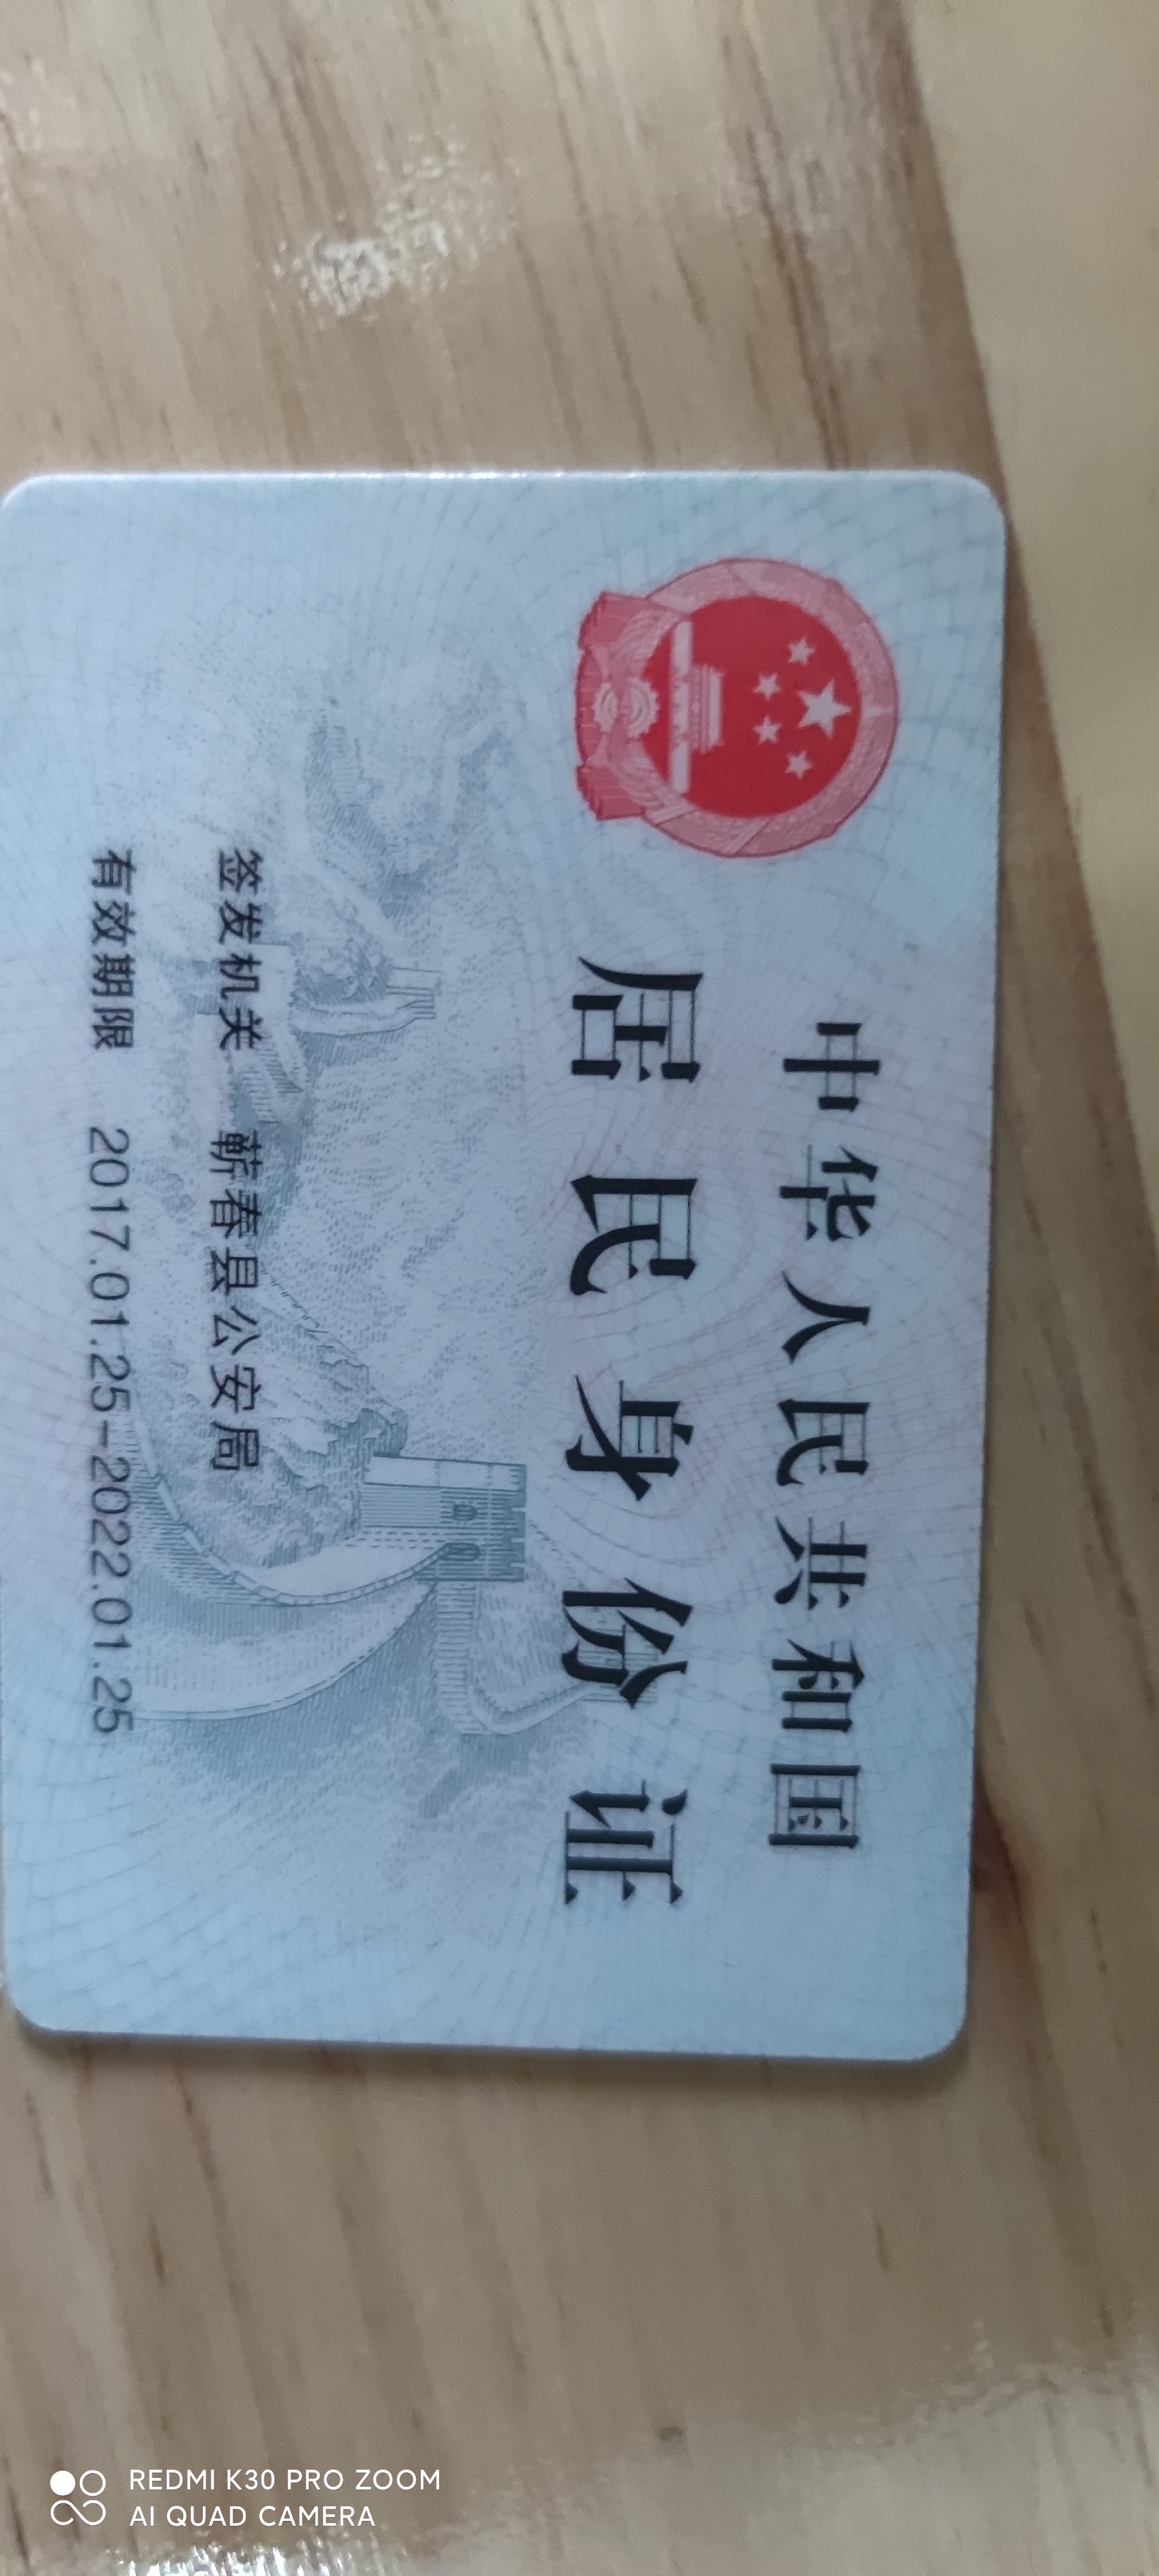 中华人民共和国
居民身份证
签发机关 蕲春县公安局
有效期限 2017.01.25-2022.01.25
REDMI K30 PRO ZOOM
AI QUAD CAMERA